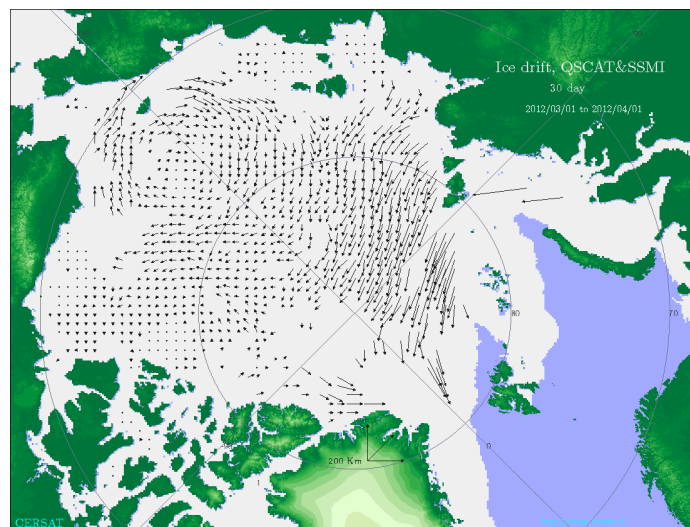 Ice drift, QSCAT&SSMI
30 day
2012/03/01 to 2012/04/01
80
70
0
200 Km
CERSAT